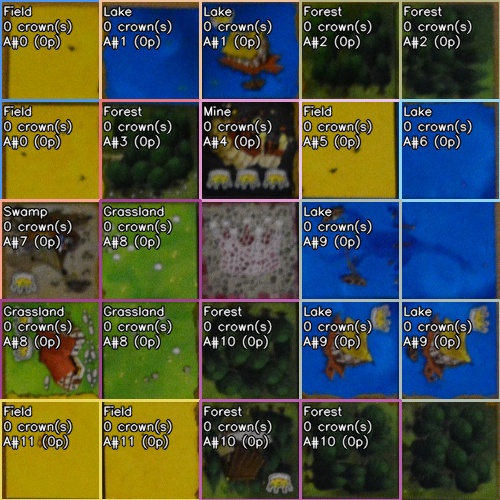 Field
0 crown(s)
A#0 (0p)
Lake
0 crown(s)
A#1 (0p)
Lake
0 crown(s)
A#1 (0p)
Forest
0 crown(s)
A#2 (0p)
Forest
0 crown(s)
A#2 (0p)
Field
0 crown(s)
A#0 (0p)
Forest
0 crown(s)
A#3 (0p)
Mine
0 crown(s)
A#4 (0p)
Field
0 crown(s)
A#5 (0p)
Lake
0 crown(s)
A#6 (0p)
Swamp
0 crown(s)
A#7 (0p)
Grassland
0 crown(s)
A#8 (0p)
Lake
0 crown(s)
A#9 (0p)
Grassland
0 crown(s)
A#8 (0p)
Grassland
0 crown(s)
A#8 (0p)
Forest
0 crown(s)
A#10 (0p)
Lake
0 crown(s)
A#9 (0p)
Lake
0 crown(s)
A#9 (0p)
Field
0 crown(s)
A#11 (0p)
Field
0 crown(s)
A#11 (0p)
Forest
0 crown(s)
A#10 (0p)
Forest
0 crown(s)
A#10 (0p)